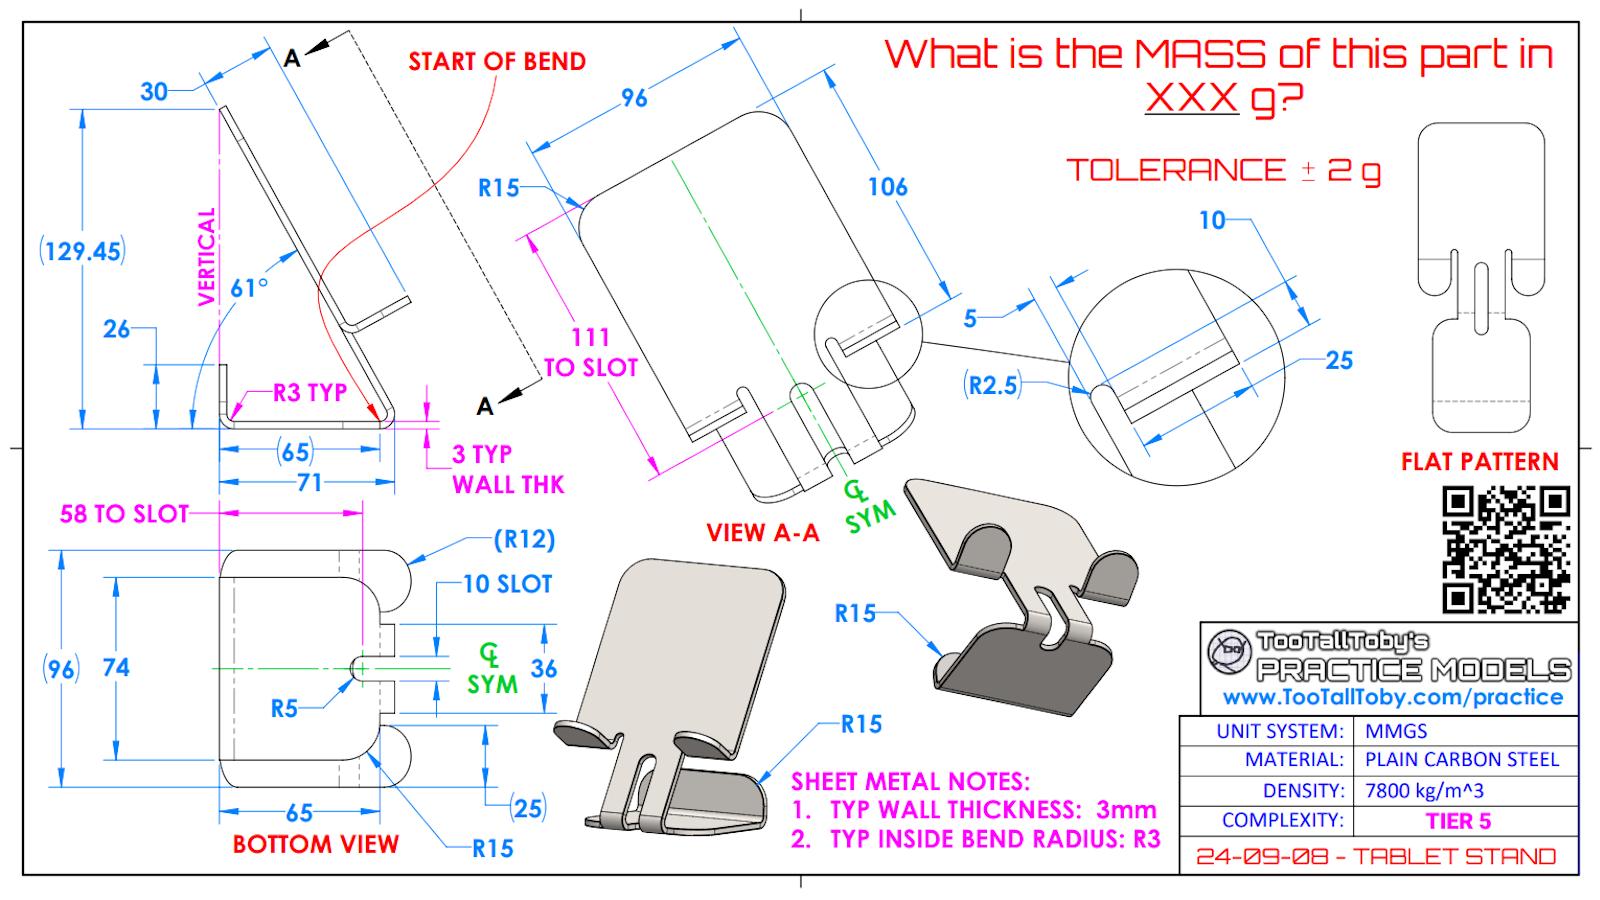 What is the MASS of this part in
XXX g?
TOLERANCE ± 2 g
A
START OF BEND
30
96
R15
106
10
VERTICAL
(129.45)
61°
26
111
TO SLOT
5
(R2.5)
25
R3 TYP
A
(65)
71
3 TYP
WALL THK
℄
SYM
VIEW A-A
FLAT PATTERN
58 TO SLOT
(R12)
10 SLOT
(96)
74
℄
SYM
36
R5
R15
R15
65
(25)
BOTTOM VIEW
R15
SHEET METAL NOTES:
1. TYP WALL THICKNESS: 3mm
2. TYP INSIDE BEND RADIUS: R3
TooTallToby's
PRACTICE MODELS
www.TooTallToby.com/practice
UNIT SYSTEM: MMGS
MATERIAL: PLAIN CARBON STEEL
DENSITY: 7800 kg/m^3
COMPLEXITY: TIER 5
24-09-08 - TABLET STAND